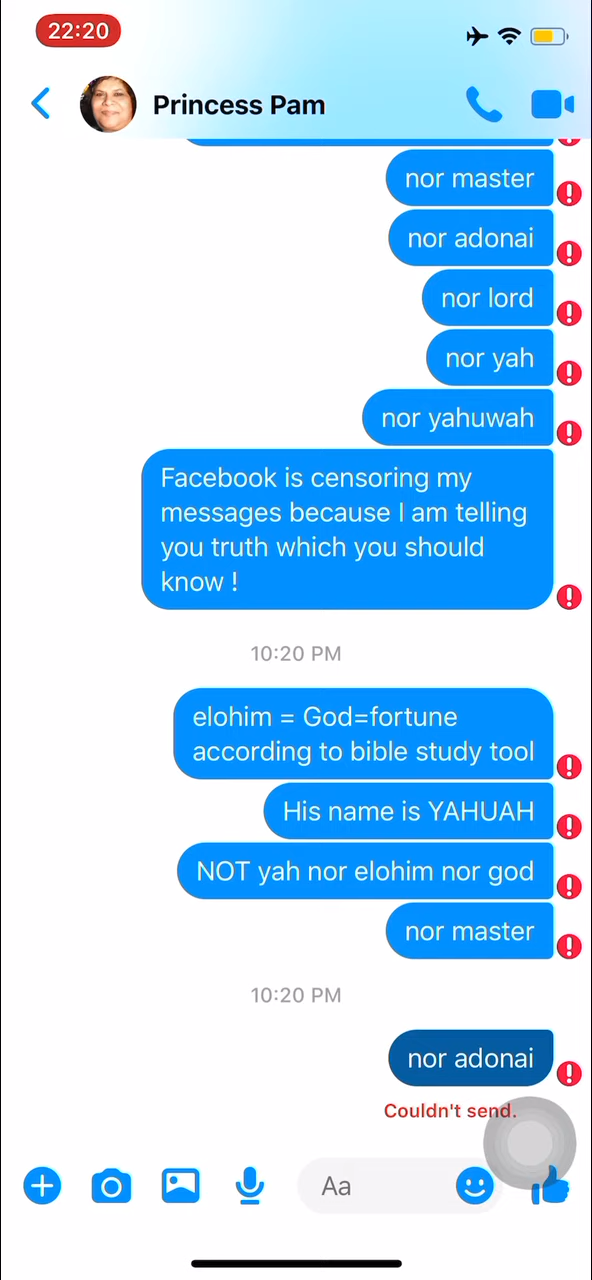 22:20
Princess Pam
nor master
nor adonai
nor lord
nor yah
nor yahuwah
Facebook is censoring my
messages because I am telling
you truth which you should
know !
10:20 PM
elohim = God=fortune
according to bible study tool
His name is YAHUAH
NOT yah nor elohim nor god
nor master
10:20 PM
nor adonai
Couldn't send.
Aa